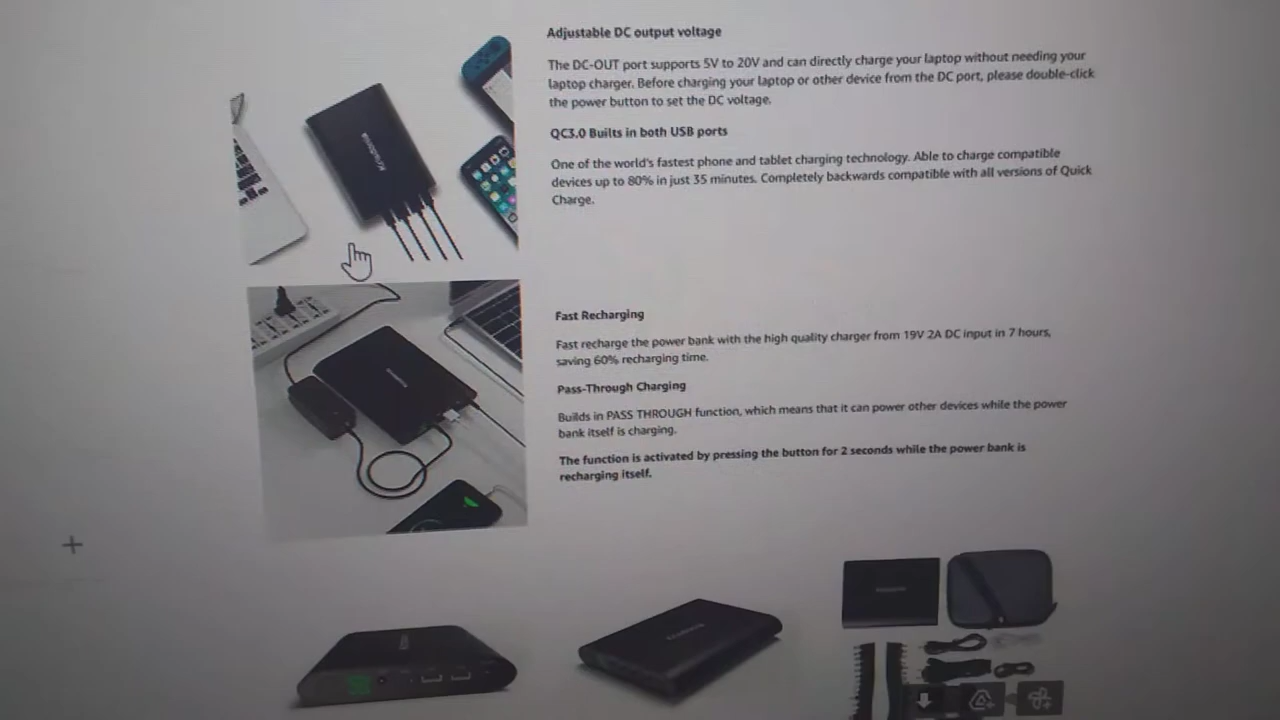 Adjustable DC output voltage
The DC-OUT port supports 5V to 20V and can directly charge your laptop without needing your
laptop charger. Before charging your laptop or other device from the DC port, please double-click
the power button to set the DC voltage.
QC3.0 Builts in both USB ports
One of the world's fastest phone and tablet charging technology. Able to charge compatible
devices up to 80% in just 35 minutes. Completely backwards compatible with all versions of Quick
Charge.
Fast Recharging
Fast recharge the power bank with the high quality charger from 19V 2A DC input in 7 hours,
saving 60% recharging time.
Pass-Through Charging
Builds in PASS THROUGH function, which means that it can power other devices while the power
bank itself is charging.
The function is activated by pressing the button for 2 seconds while the power bank is
recharging itself.